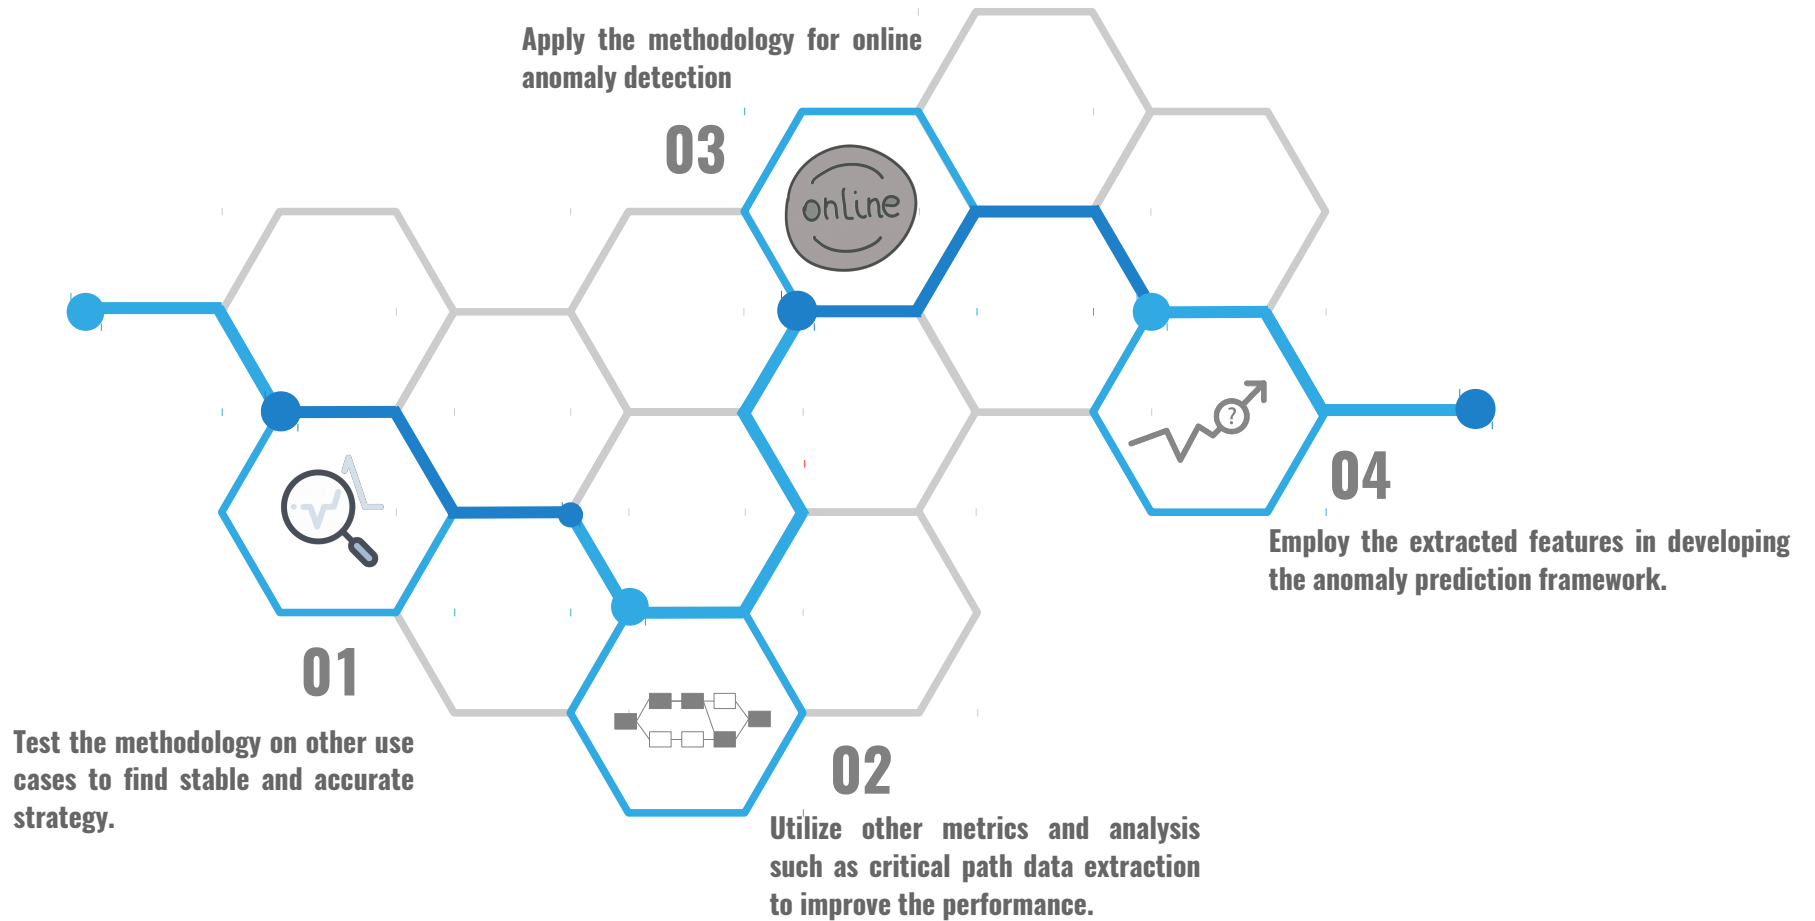 Apply the methodology for online
anomaly detection
03
online
?
04
Employ the extracted features in developing
the anomaly prediction framework.
01
Test the methodology on other use
cases to find stable and accurate
strategy.
02
Utilize other metrics and analysis
such as critical path data extraction
to improve the performance.